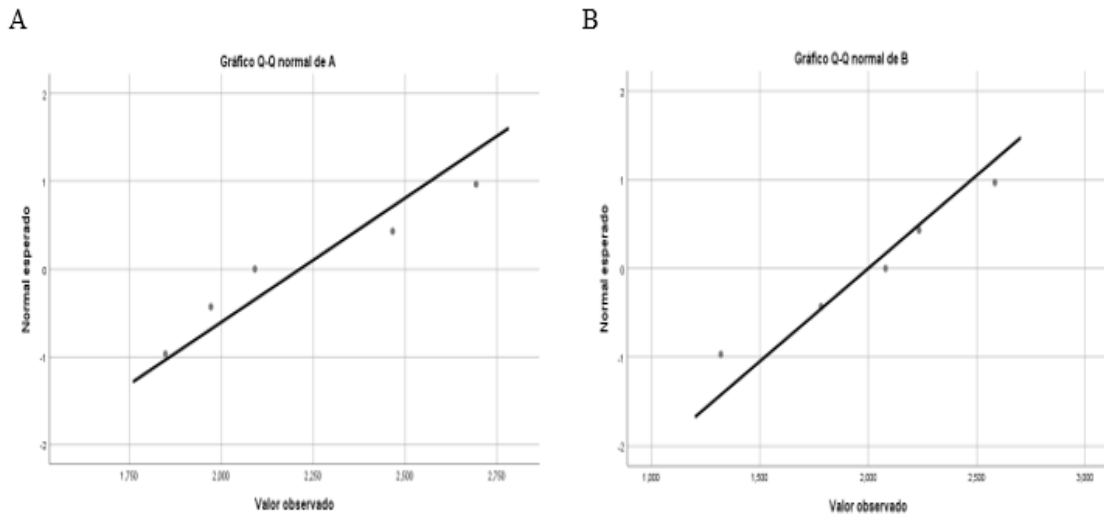 A
Gráfico Q-Q normal de A
Normal esperado
2
1
0
-1
-2
1,750 2,000 2,250 2,500 2,750
Valor observado
B
Gráfico Q-Q normal de B
Normal esperado
2
1
0
-1
-2
1,000 1,500 2,000 2,500 3,000
Valor observado